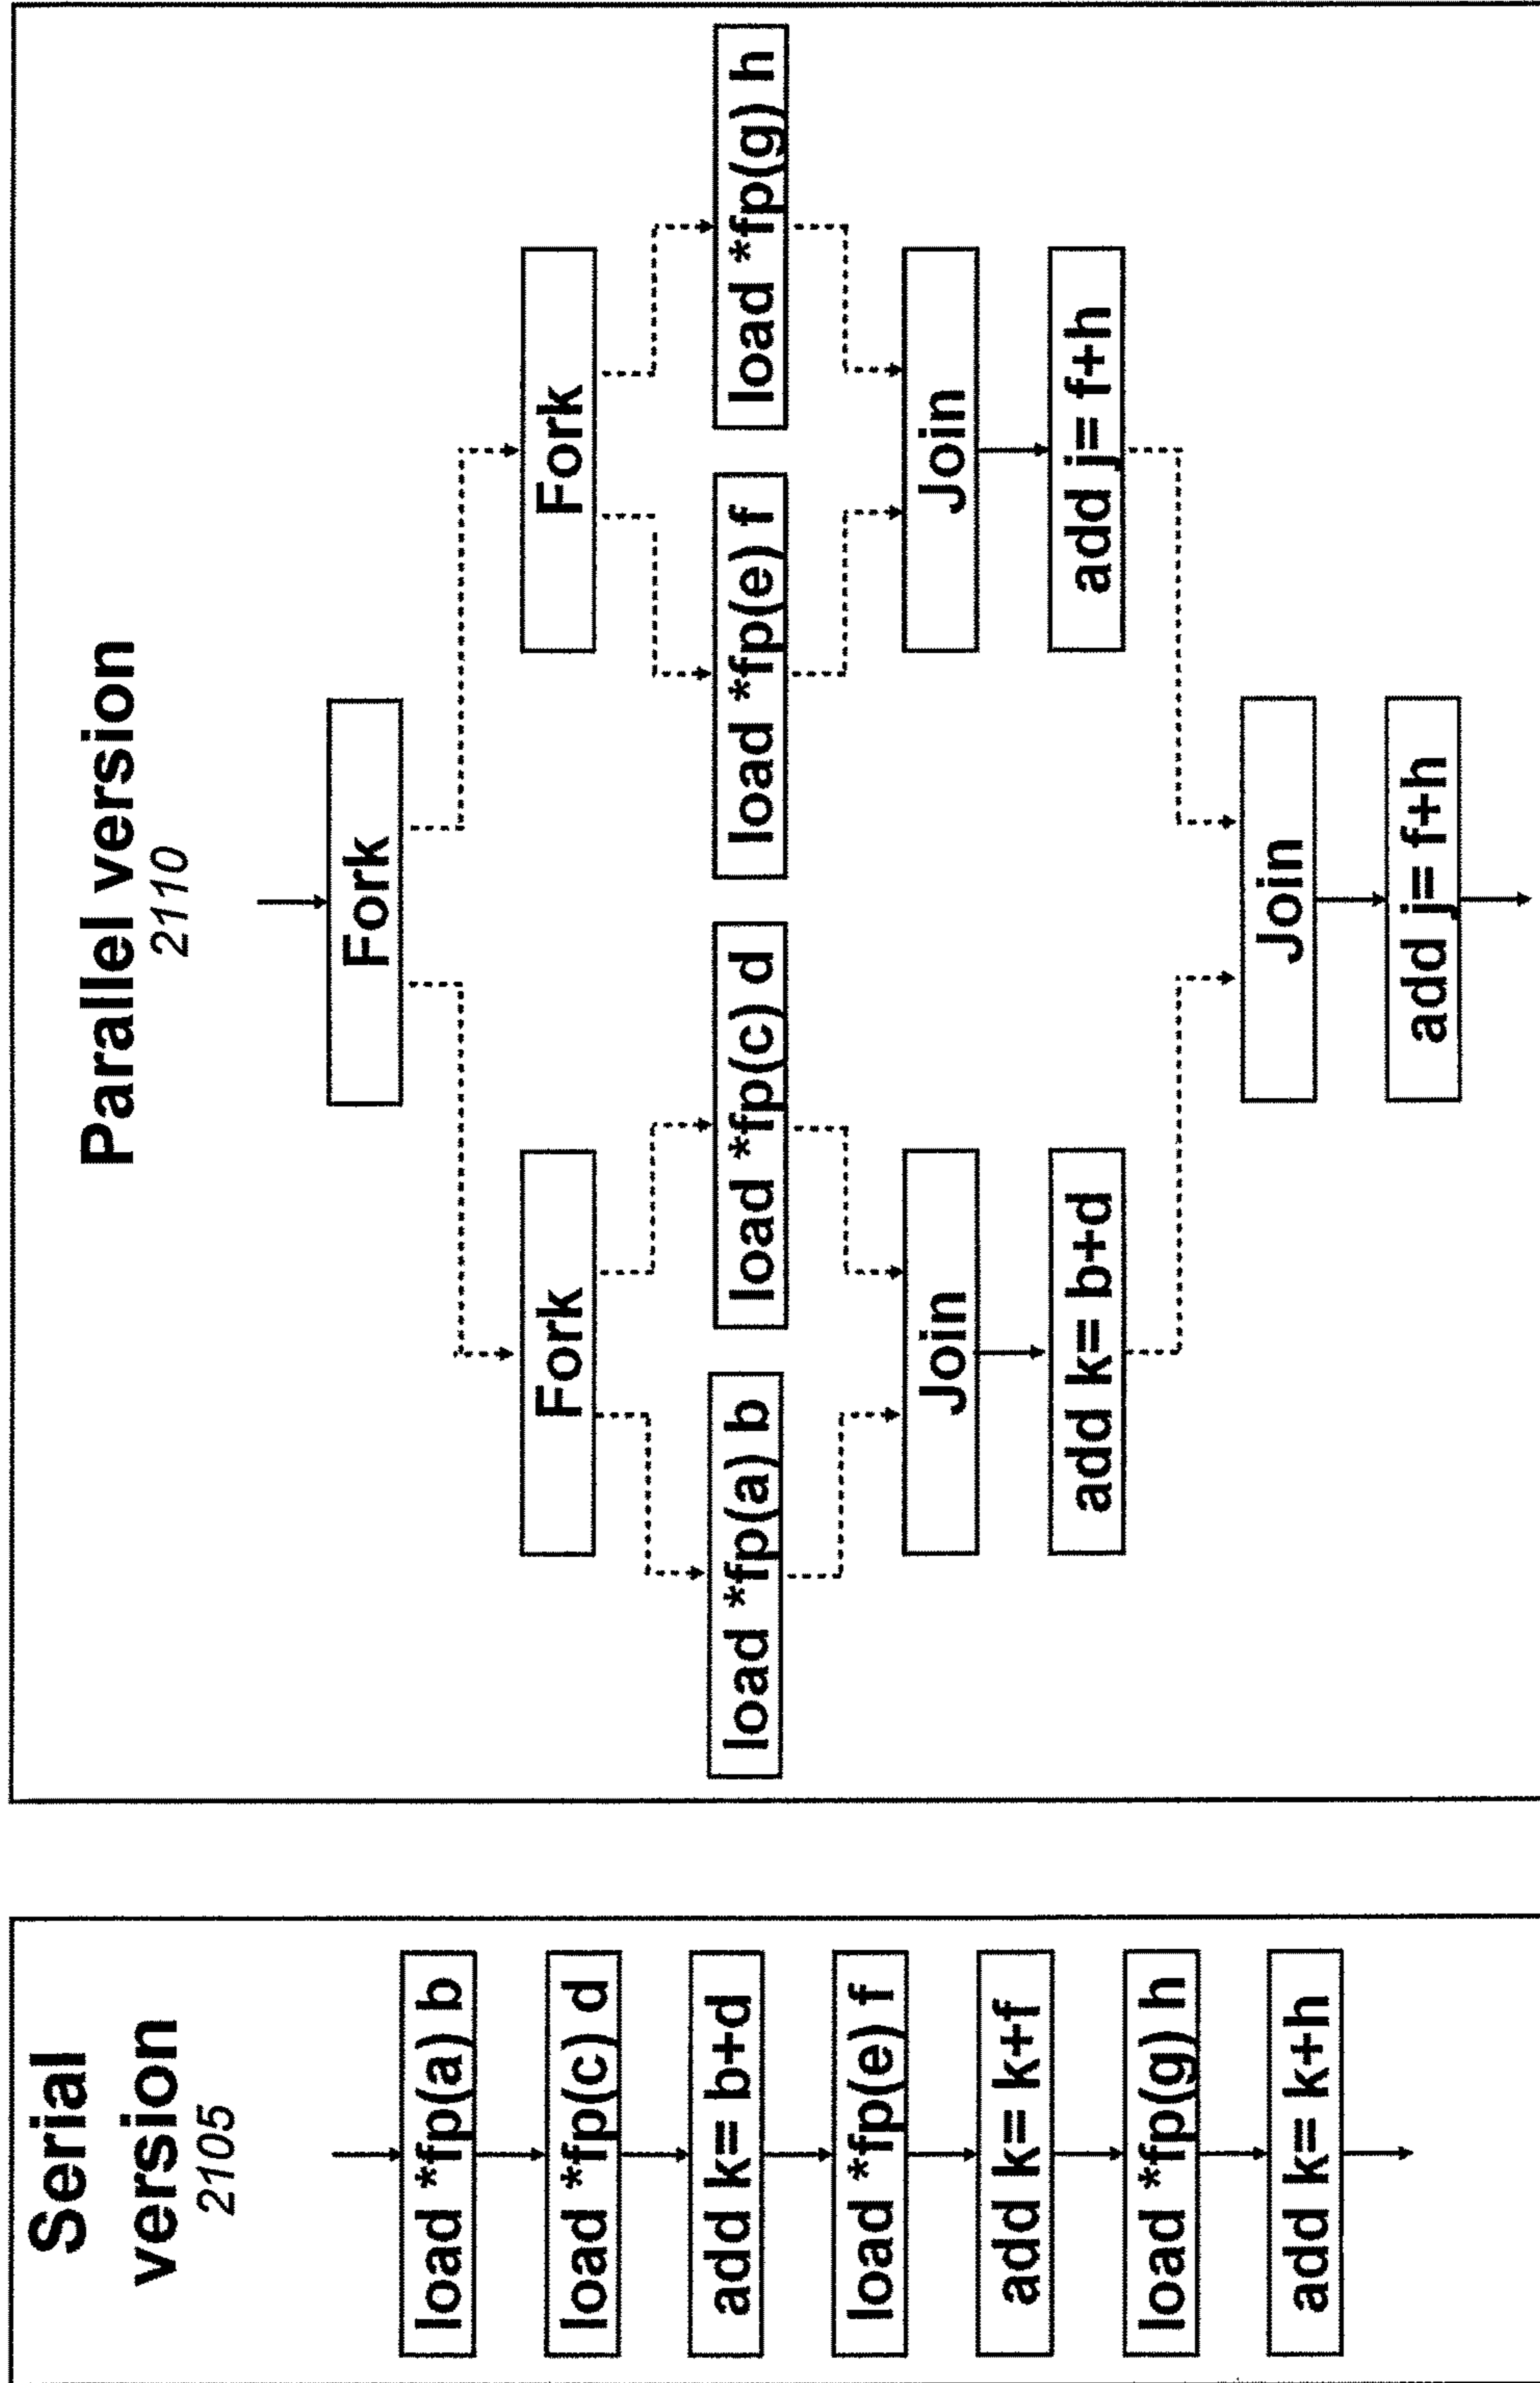 Serial
version
2105
load *fp(a) b
load *fp(c) d
add k= b+d
load *fp(e) f
add k= k+f
load *fp(g) h
add k= k+h
Parallel version
2110
Fork
Fork
Fork
load *fp(a) b
load *fp(c) d
load *fp(e) f
load *fp(g) h
Join
Join
add k= b+d
add j= f+h
Join
add j= f+h